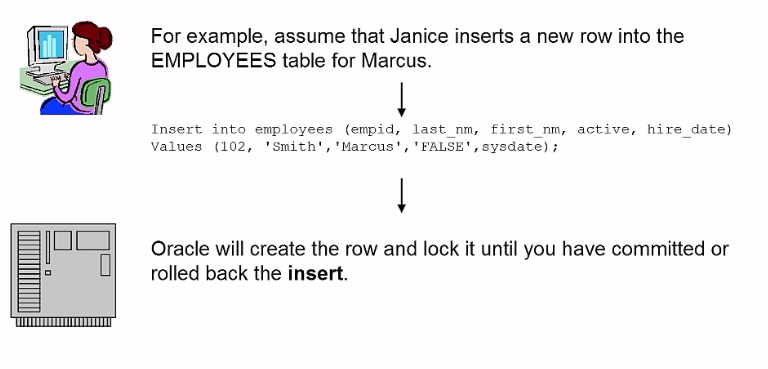 For example, assume that Janice inserts a new row into the
EMPLOYEES table for Marcus.
Insert into employees (empid, last_nm, first_nm, active, hire_date)
Values (102, 'Smith','Marcus','FALSE',sysdate);
Oracle will create the row and lock it until you have committed or
rolled back the insert.